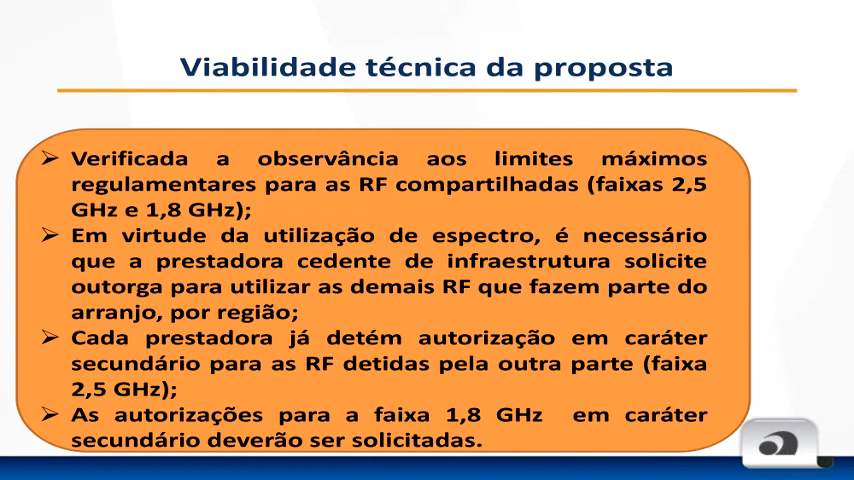 Viabilidade técnica da proposta
➢ Verificada a observância aos limites máximos
regulamentares para as RF compartilhadas (faixas 2,5
GHz e 1,8 GHz);
➢ Em virtude da utilização de espectro, é necessário
que a prestadora cedente de infraestrutura solicite
outorga para utilizar as demais RF que fazem parte do
arranjo, por região;
➢ Cada prestadora já detém autorização em caráter
secundário para as RF detidas pela outra parte (faixa
2,5 GHz);
➢ As autorizações para a faixa 1,8 GHz em caráter
secundário deverão ser solicitadas.